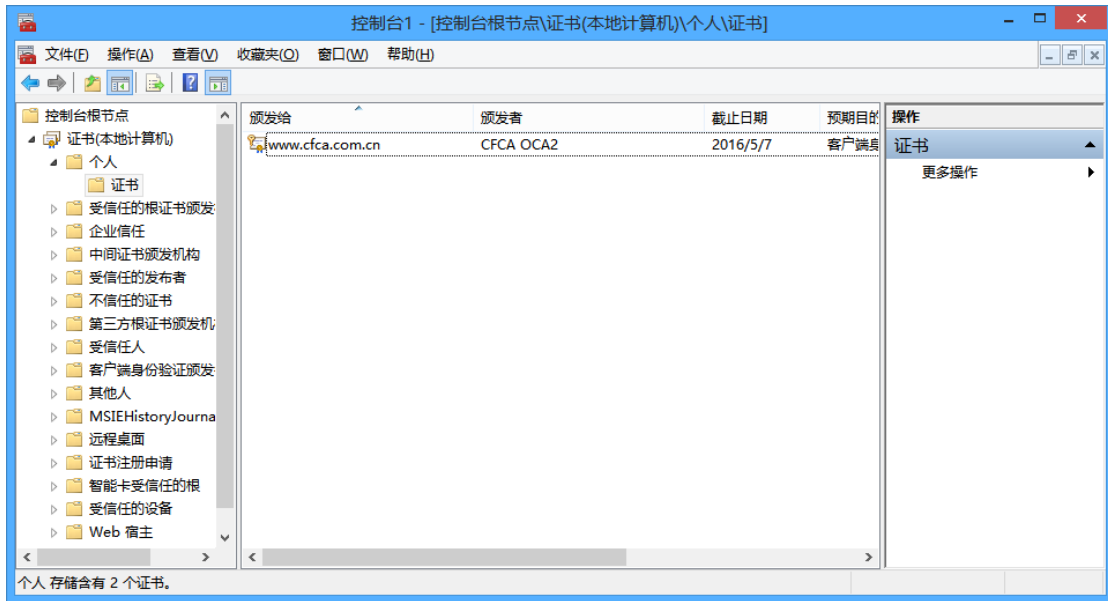 控制台1 - [控制台根节点\证书(本地计算机)\个人\证书]
文件(F) 操作(A) 查看(V) 收藏夹(O) 窗口(W) 帮助(H)
控制台根节点
证书(本地计算机)
个人
证书
受信任的根证书颁发
企业信任
中间证书颁发机构
受信任的发布者
不信任的证书
第三方根证书颁发机
受信任人
客户端身份验证颁发
其他人
MSIEHistoryJourna
远程桌面
证书注册申请
智能卡受信任的根
受信任的设备
Web 宿主
颁发给 颁发者 截止日期 预期目的
www.cfca.com.cn CFCA OCA2 2016/5/7 客户端身
操作
证书
更多操作
个人 存储含有 2 个证书。